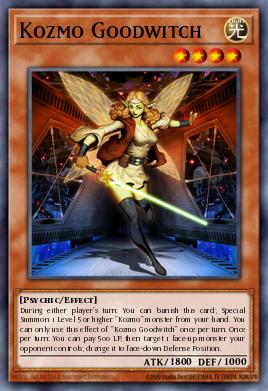 Kozmo Goodwitch
光
[Psychic/Effect]
During either player's turn: You can banish this card; Special
Summon 1 Level 5 or higher "Kozmo" monster from your hand. You
can only use this effect of "Kozmo Goodwitch" once per turn. Once
per turn: You can pay 500 LP, then target 1 face-up monster your
opponent controls; change it to face-down Defense Position.
ATK/1800 DEF/1000